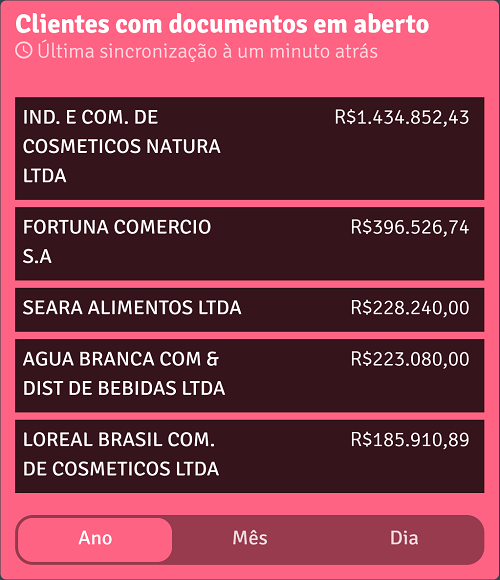 Clientes com documentos em aberto
Última sincronização à um minuto atrás
IND. E COM. DE R$1.434.852,43
COSMETICOS NATURA
LTDA
FORTUNA COMERCIO R$396.526,74
S.A
SEARA ALIMENTOS LTDA R$228.240,00
AGUA BRANCA COM & R$223.080,00
DIST DE BEBIDAS LTDA
LOREAL BRASIL COM. R$185.910,89
DE COSMETICOS LTDA
Ano Mês Dia